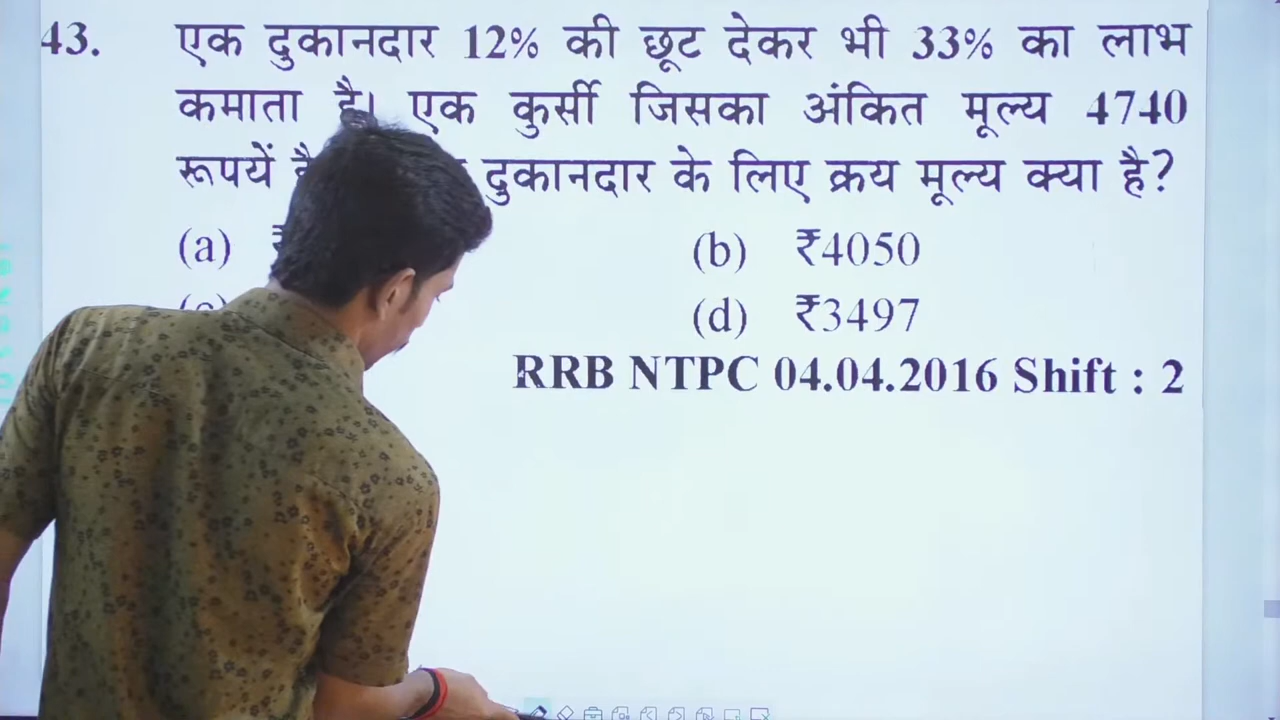 43. एक दुकानदार 12% की छूट देकर भी 33% का लाभ
कमाता है। एक कुर्सी जिसका अंकित मूल्य 4740
रूपयें दुकानदार के लिए क्रय मूल्य क्या है?
(a) (b) ₹4050
(d) ₹3497
RRB NTPC 04.04.2016 Shift : 2